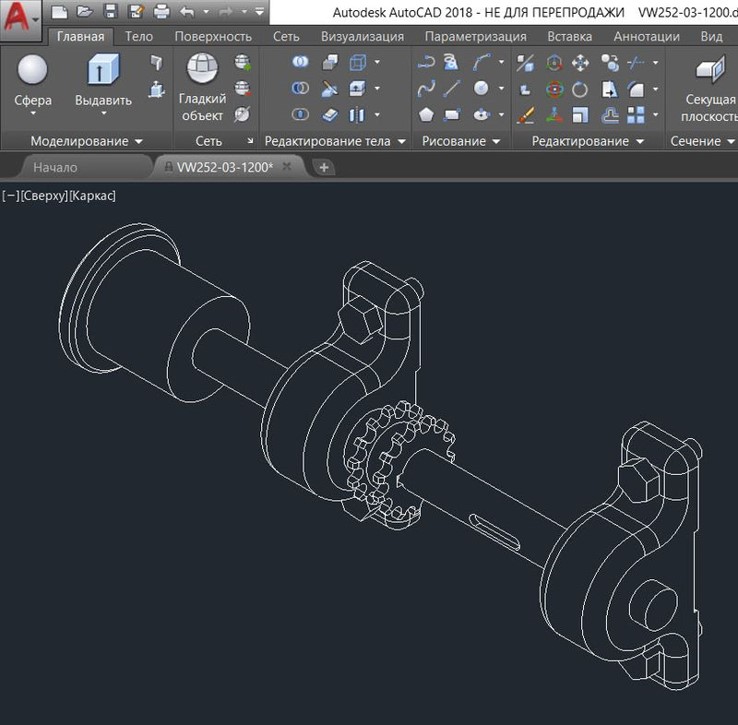 Autodesk AutoCAD 2018 - НЕ ДЛЯ ПЕРЕПРОДАЖИ VW252-03-1200.d
Главная Тело Поверхность Сеть Визуализация Параметризация Вставка Аннотации Вид
Сфера Выдавить Гладкий объект Секущая плоскость
Моделирование Сеть Редактирование тела Рисование Редактирование Сечение
Начало VW252-03-1200*
[−][Сверху][Каркас]